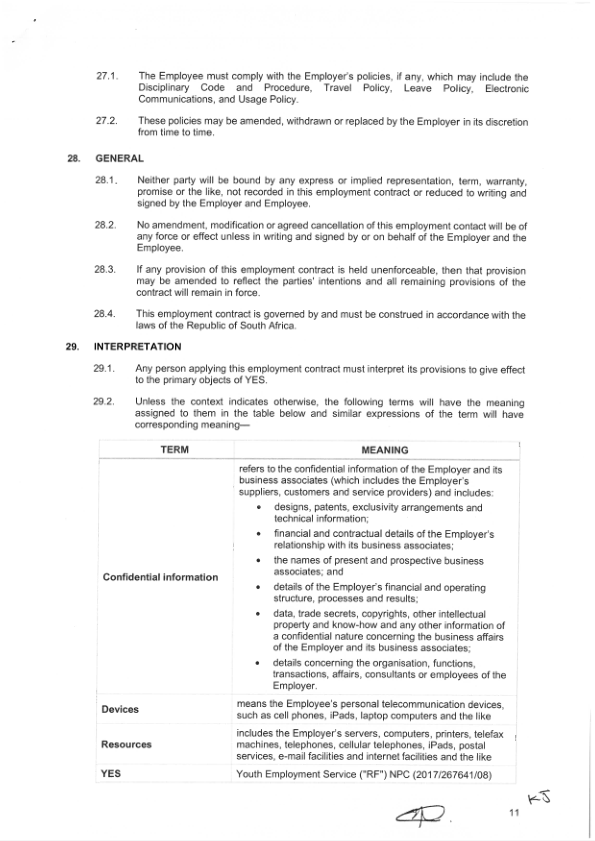 27.1. The Employee must comply with the Employer's policies, if any, which may include the
Disciplinary Code and Procedure, Travel Policy, Leave Policy, Electronic
Communications, and Usage Policy.
27.2. These policies may be amended, withdrawn or replaced by the Employer in its discretion
from time to time.
28. GENERAL
28.1. Neither party will be bound by any express or implied representation, term, warranty,
promise or the like, not recorded in this employment contract or reduced to writing and
signed by the Employer and Employee.
28.2. No amendment, modification or agreed cancellation of this employment contact will be of
any force or effect unless in writing and signed by or on behalf of the Employer and the
Employee.
28.3. If any provision of this employment contract is held unenforceable, then that provision
may be amended to reflect the parties' intentions and all remaining provisions of the
contract will remain in force.
28.4. This employment contract is governed by and must be construed in accordance with the
laws of the Republic of South Africa.
29. INTERPRETATION
29.1. Any person applying this employment contract must interpret its provisions to give effect
to the primary objects of YES.
29.2. Unless the context indicates otherwise, the following terms will have the meaning
assigned to them in the table below and similar expressions of the term will have
corresponding meaning—
TERM MEANING
Confidential information
refers to the confidential information of the Employer and its
business associates (which includes the Employer's
suppliers, customers and service providers) and includes:
• designs, patents, exclusivity arrangements and
technical information;
• financial and contractual details of the Employer's
relationship with its business associates;
• the names of present and prospective business
associates; and
• details of the Employer's financial and operating
structure, processes and results;
• data, trade secrets, copyrights, other intellectual
property and know-how and any other information of
a confidential nature concerning the business affairs
of the Employer and its business associates;
• details concerning the organisation, functions,
transactions, affairs, consultants or employees of the
Employer.
Devices
means the Employee's personal telecommunication devices,
such as cell phones, iPads, laptop computers and the like
Resources
includes the Employer's servers, computers, printers, telefax
machines, telephones, cellular telephones, iPads, postal
services, e-mail facilities and internet facilities and the like
YES Youth Employment Service ("RF") NPC (2017/267641/08)
KJ
11